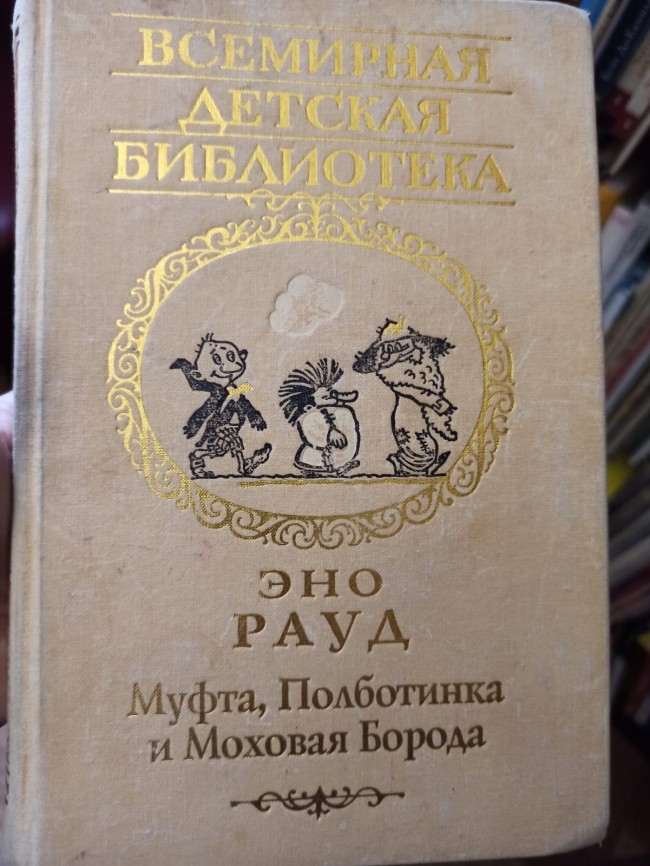 ВСЕМИРНАЯ
ДЕТСКАЯ
БИБЛИОТЕКА
ЭНО
РАУД
Муфта, Полботинка
и Моховая Борода